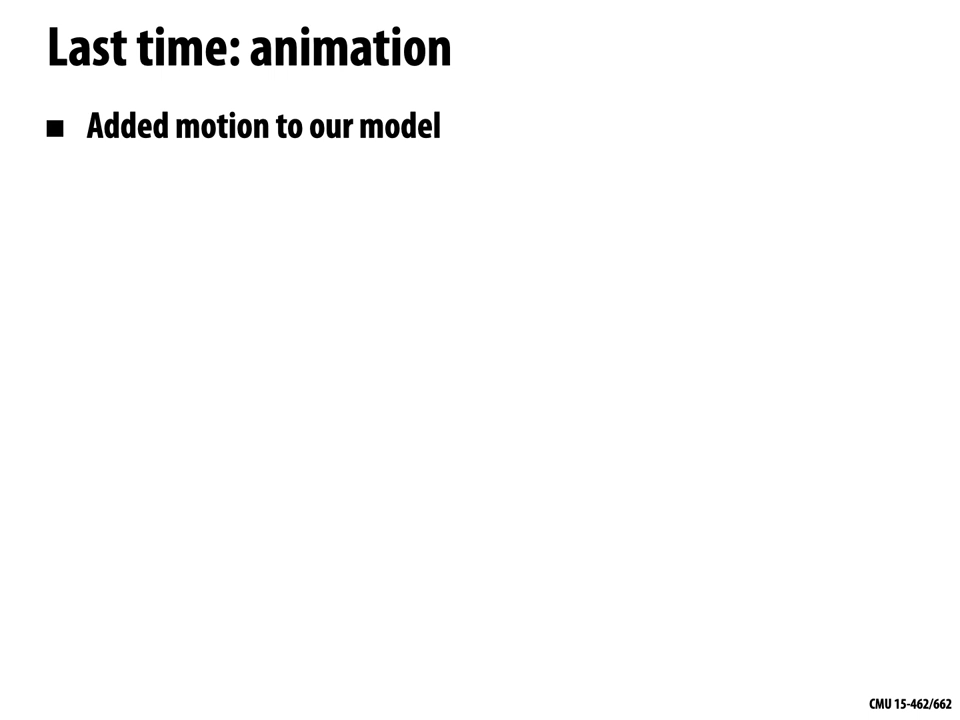 Last time: animation
■ Added motion to our model
CMU 15-462/662